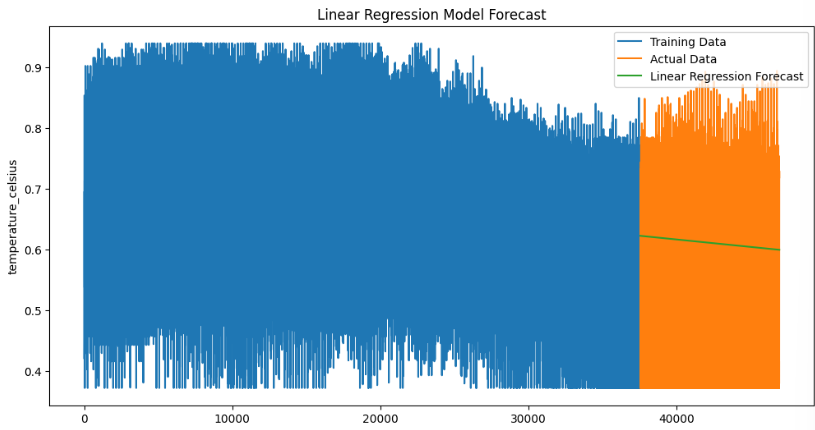 Linear Regression Model Forecast
Training Data
Actual Data
Linear Regression Forecast
temperature_celsius
0.9
0.8
0.7
0.6
0.5
0.4
0
10000
20000
30000
40000